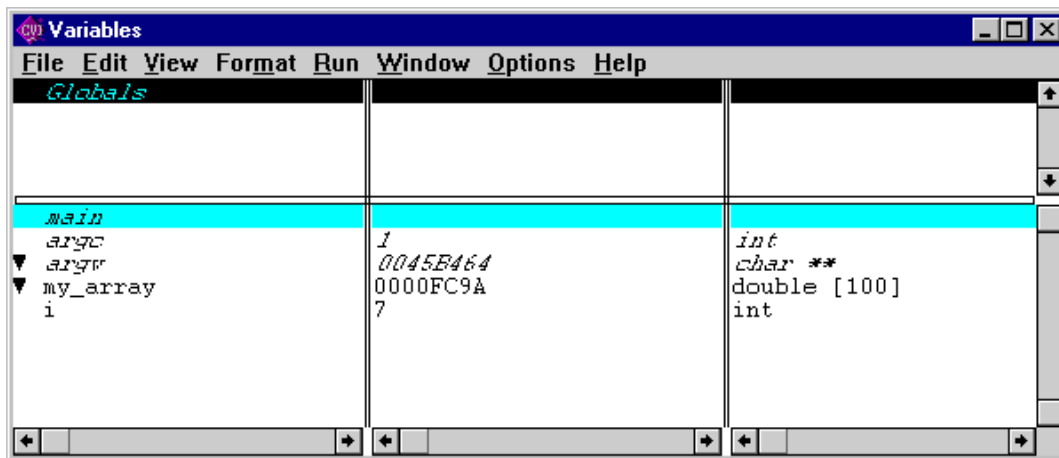 CVI Variables
File Edit View Format Run Window Options Help
Globals
main
argc 1 int
argv 0045B464 char **
my_array 0000FC9A double [100]
i 7 int